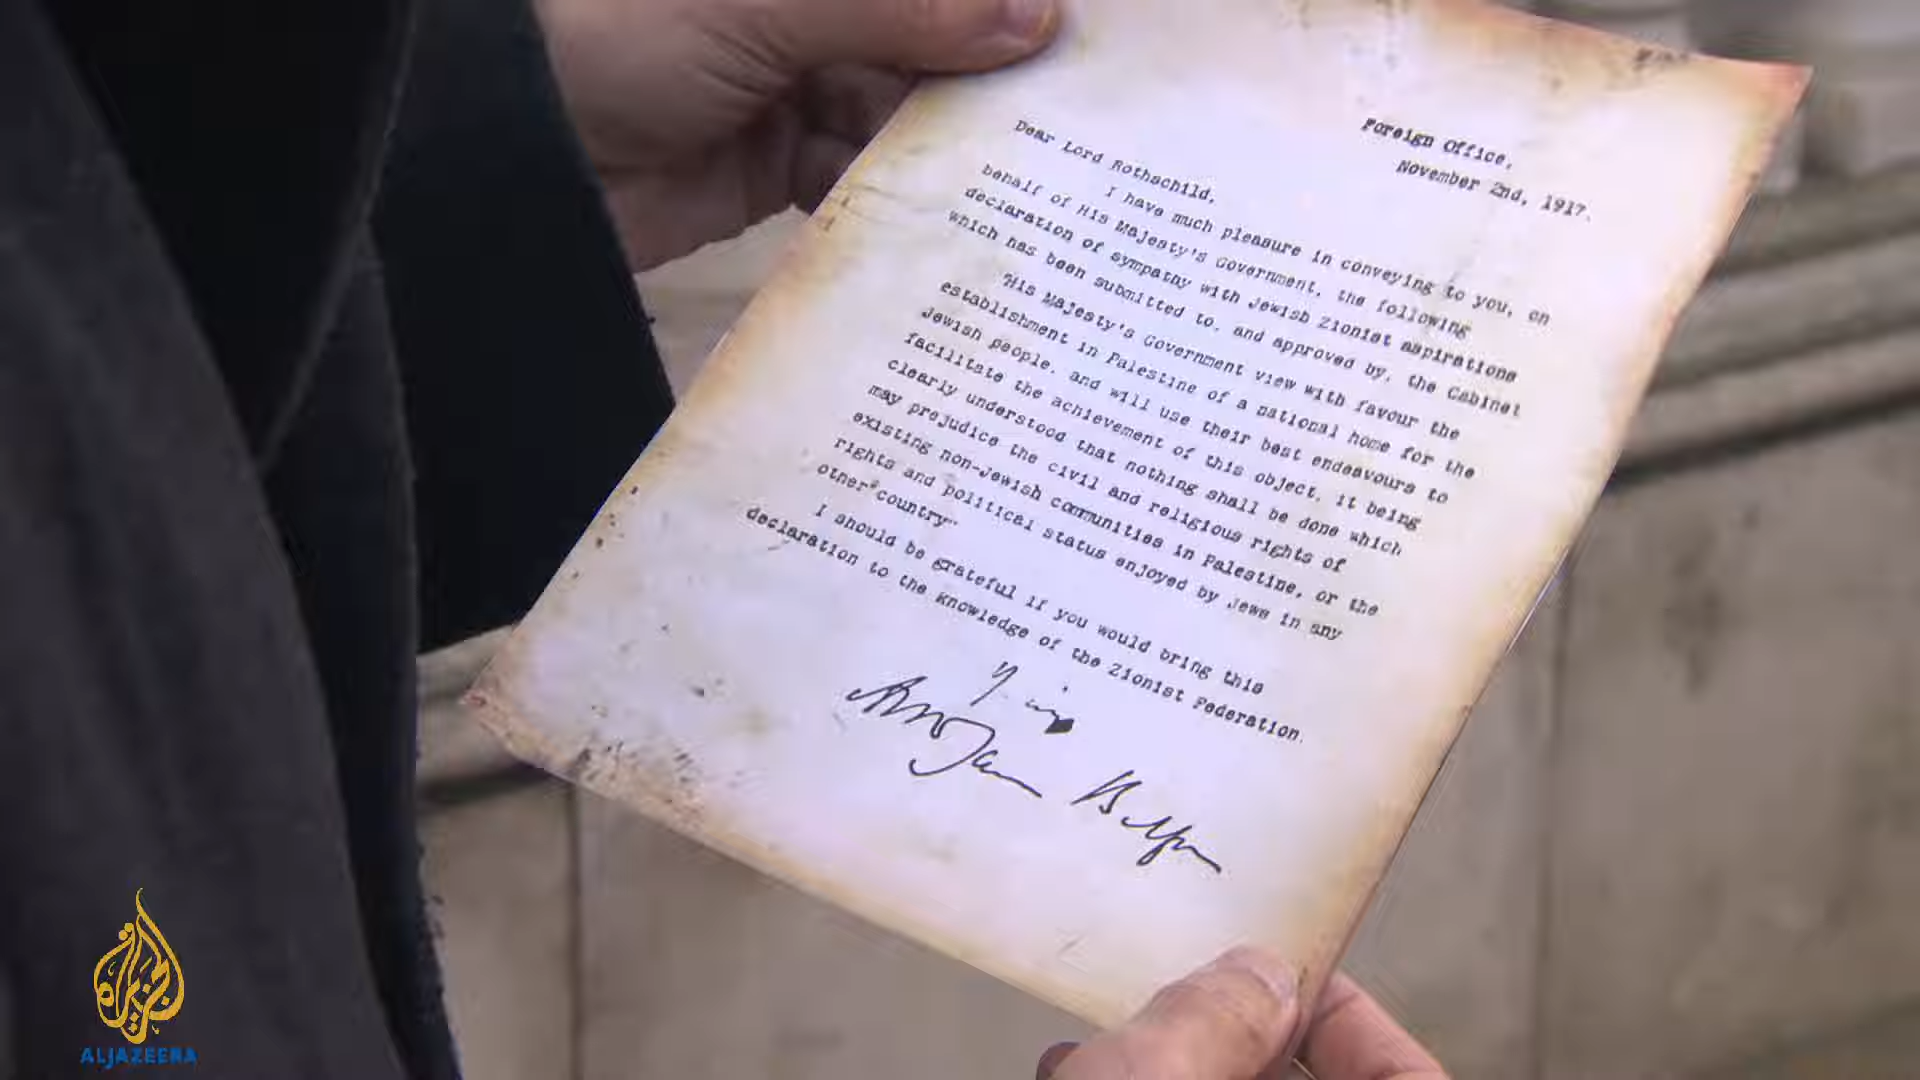 Foreign Office,
November 2nd, 1917.
Dear Lord Rothschild,
I have much pleasure in conveying to you, on
behalf of His Majesty's Government, the following
declaration of sympathy with Jewish Zionist aspirations
which has been submitted to, and approved by, the Cabinet
"His Majesty's Government view with favour the
establishment in Palestine of a national home for the
Jewish people, and will use their best endeavours to
facilitate the achievement of this object, it being
clearly understood that nothing shall be done which
may prejudice the civil and religious rights of
existing non-Jewish communities in Palestine, or the
rights and political status enjoyed by Jews in any
other country"
I should be grateful if you would bring this
declaration to the knowledge of the Zionist Federation.
الجزيرة
ALJAZEERA